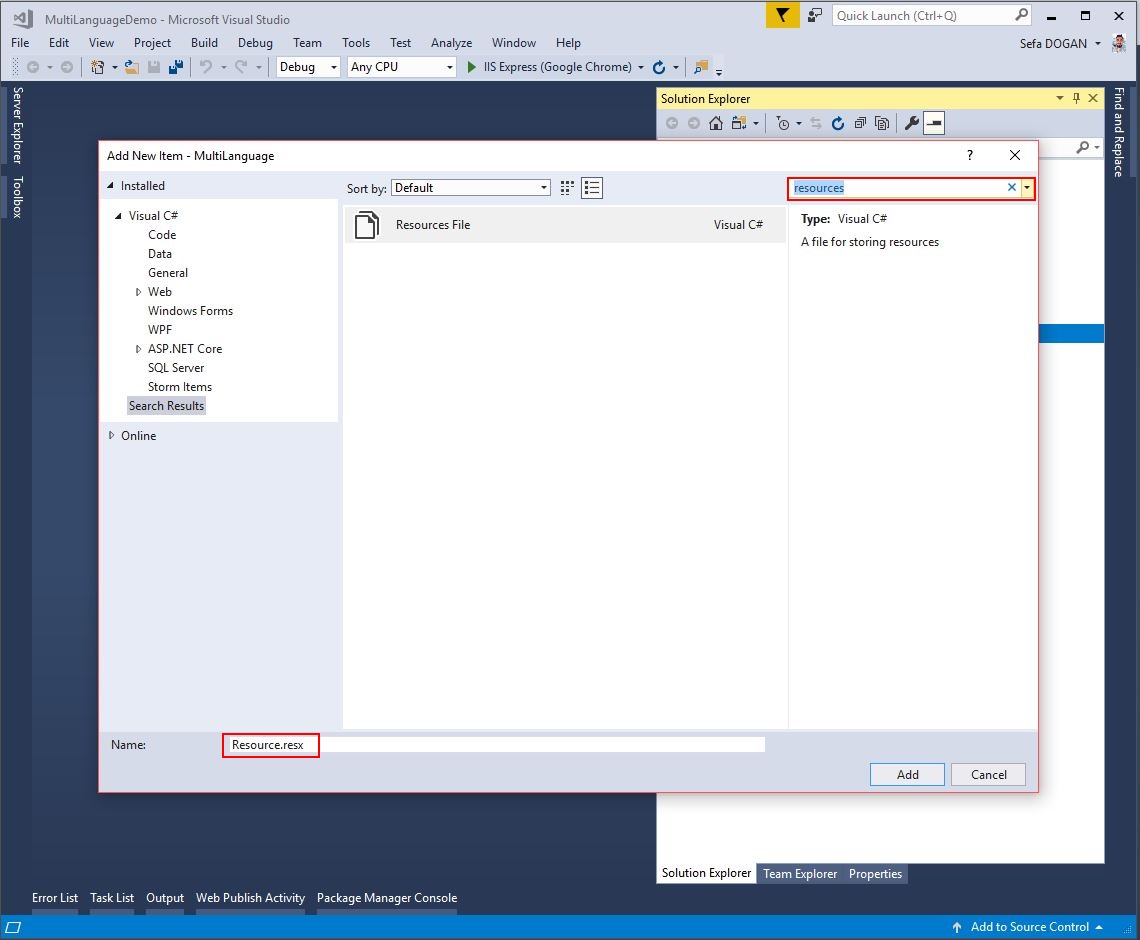 MultiLanguageDemo - Microsoft Visual Studio
Quick Launch (Ctrl+Q)
File Edit View Project Build Debug Team Tools Test Analyze Window Help
Sefa DOGAN
Debug Any CPU IIS Express (Google Chrome)
Server Explorer
Toolbox
Solution Explorer
Find and Replace
Add New Item - MultiLanguage
?
Installed
Sort by: Default
resources
Visual C#
Code
Data
General
Web
Windows Forms
WPF
ASP.NET Core
SQL Server
Storm Items
Search Results
Online
Resources File Visual C#
Type: Visual C#
A file for storing resources
Name: Resource.resx
Add Cancel
Solution Explorer Team Explorer Properties
Error List Task List Output Web Publish Activity Package Manager Console
Add to Source Control